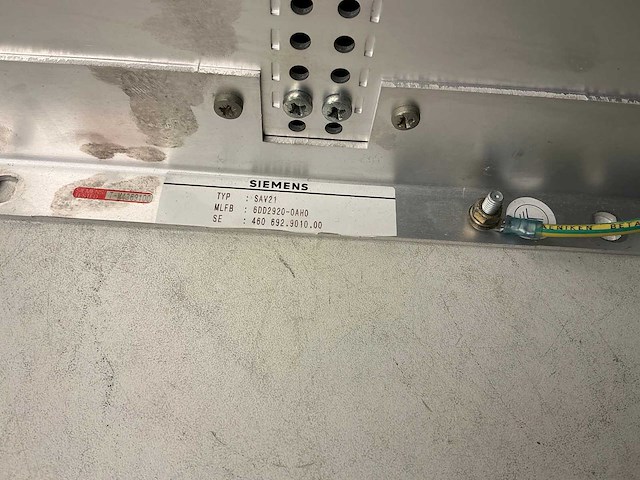 SIEMENS
TYP : SAV21
MLFB : 6DD2920-0AH0
SE : 460 692.9010.00